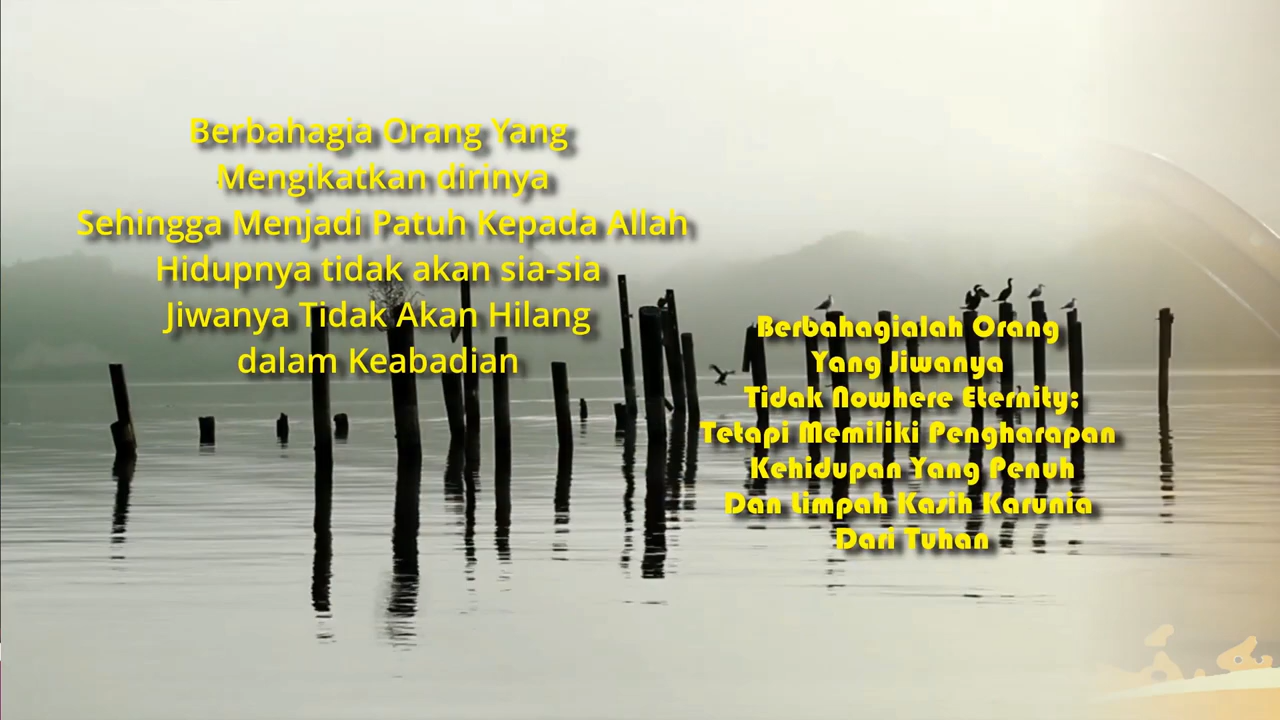 Berbahagia Orang Yang
Mengikatkan dirinya
Sehingga Menjadi Patuh Kepada Allah
Hidupnya tidak akan sia-sia
Jiwanya Tidak Akan Hilang
dalam Keabadian
Berbahagialah Orang
Yang Jiwanya
Tidak Nowhere Eternity;
Tetapi Memiliki Pengharapan
Kehidupan Yang Penuh
Dan Limpah Kasih Karunia
Dari Tuhan